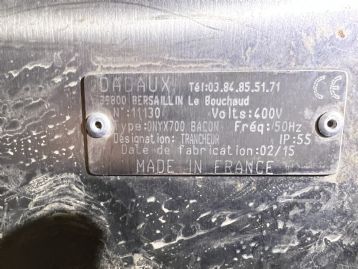 DADAUX Tél:03.84.85.51.71 CE
39800 BERSAILLIN Le Bouchaud
N°:11130 Volts:400V
Type:ONYX700 BACON Fréq:50Hz
Désignation: TRANCHEUR IP:55
Date de fabrication:02/15
MADE IN FRANCE